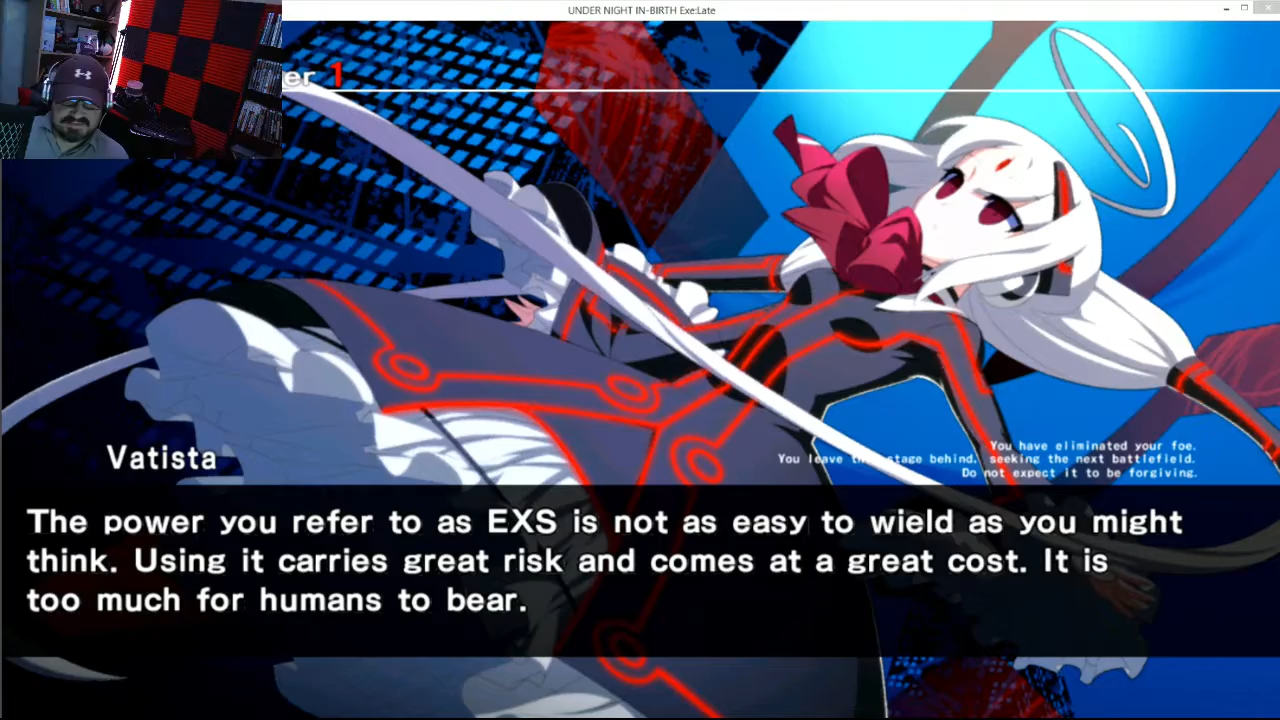 UNDER NIGHT IN-BIRTH Exe:Late
er 1
Vatista
You have eliminated your foe.
You leave the stage behind, seeking the next battlefield.
Do not expect it to be forgiving.
The power you refer to as EXS is not as easy to wield as you might
think. Using it carries great risk and comes at a great cost. It is
too much for humans to bear.